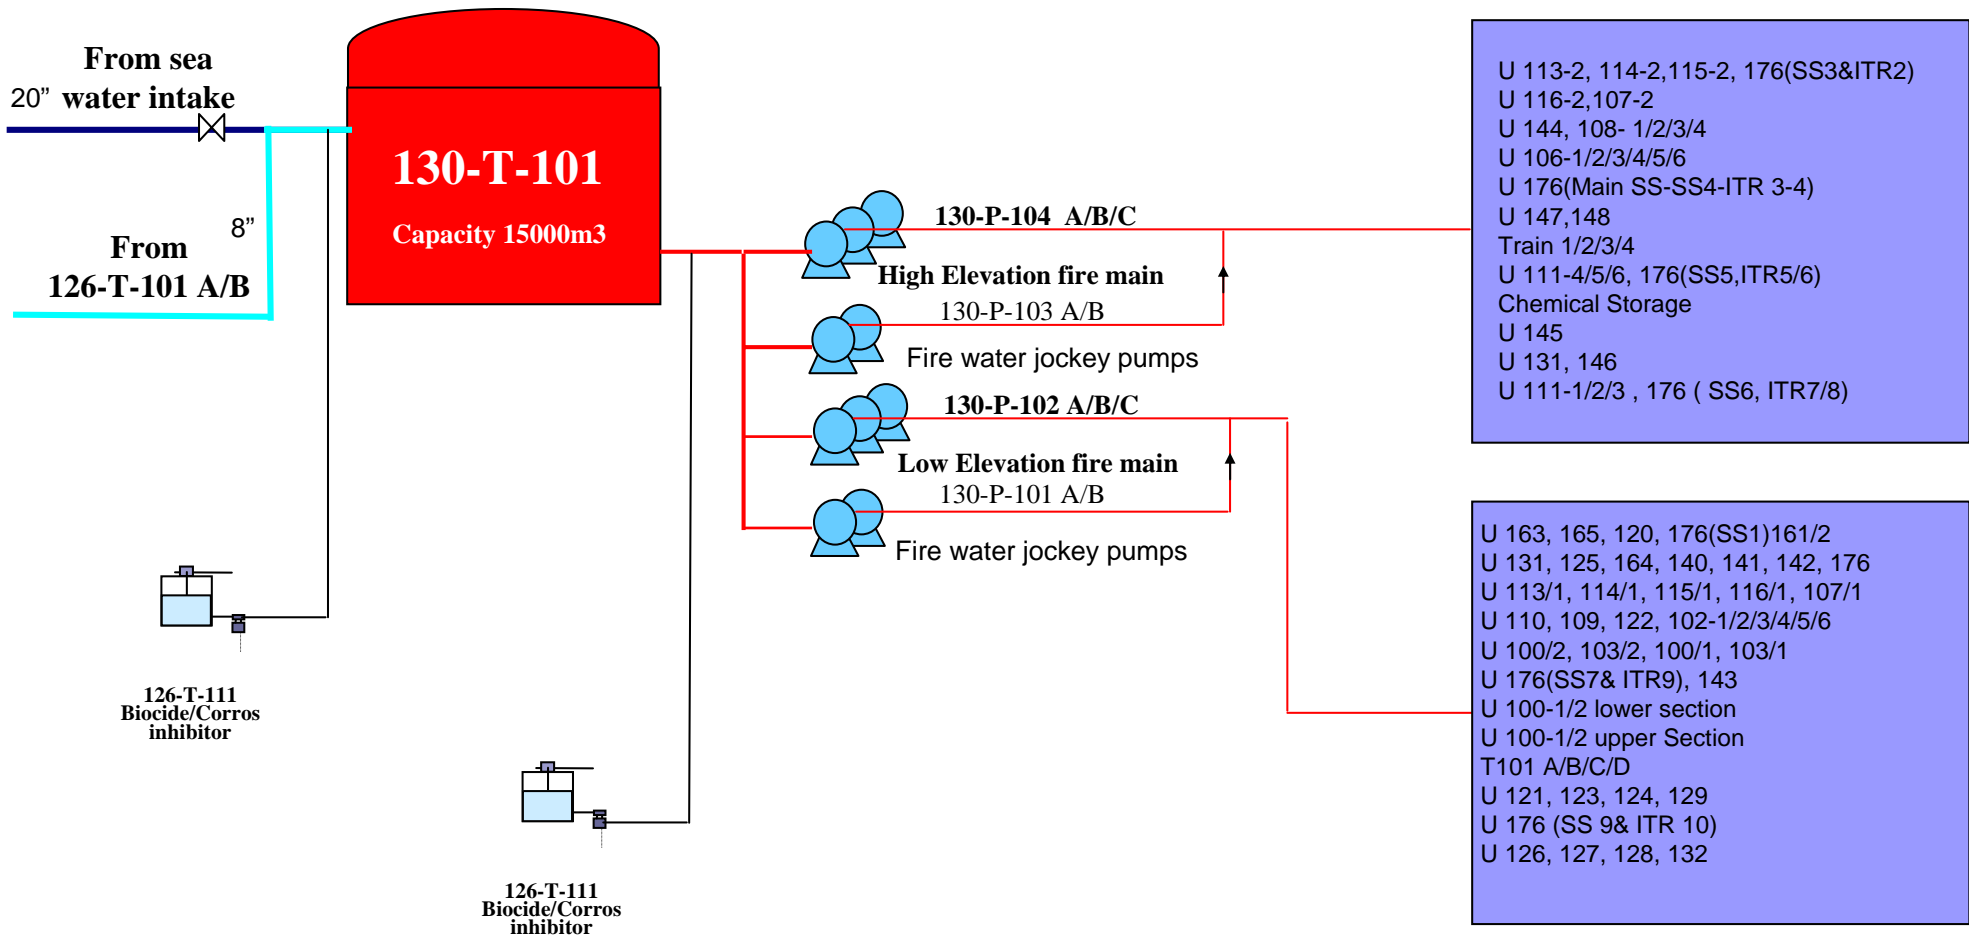 From sea
20” water intake
8”
From
126-T-101 A/B
130-T-101
Capacity 15000m3
130-P-104 A/B/C
High Elevation fire main
130-P-103 A/B
Fire water jockey pumps
130-P-102 A/B/C
Low Elevation fire main
130-P-101 A/B
Fire water jockey pumps
126-T-111
Biocide/Corros
inhibitor
126-T-111
Biocide/Corros
inhibitor
U 113-2, 114-2,115-2, 176(SS3&ITR2)
U 116-2,107-2
U 144, 108- 1/2/3/4
U 106-1/2/3/4/5/6
U 176(Main SS-SS4-ITR 3-4)
U 147,148
Train 1/2/3/4
U 111-4/5/6, 176(SS5,ITR5/6)
Chemical Storage
U 145
U 131, 146
U 111-1/2/3 , 176 ( SS6, ITR7/8)
U 163, 165, 120, 176(SS1)161/2
U 131, 125, 164, 140, 141, 142, 176
U 113/1, 114/1, 115/1, 116/1, 107/1
U 110, 109, 122, 102-1/2/3/4/5/6
U 100/2, 103/2, 100/1, 103/1
U 176(SS7& ITR9), 143
U 100-1/2 lower section
U 100-1/2 upper Section
T101 A/B/C/D
U 121, 123, 124, 129
U 176 (SS 9& ITR 10)
U 126, 127, 128, 132